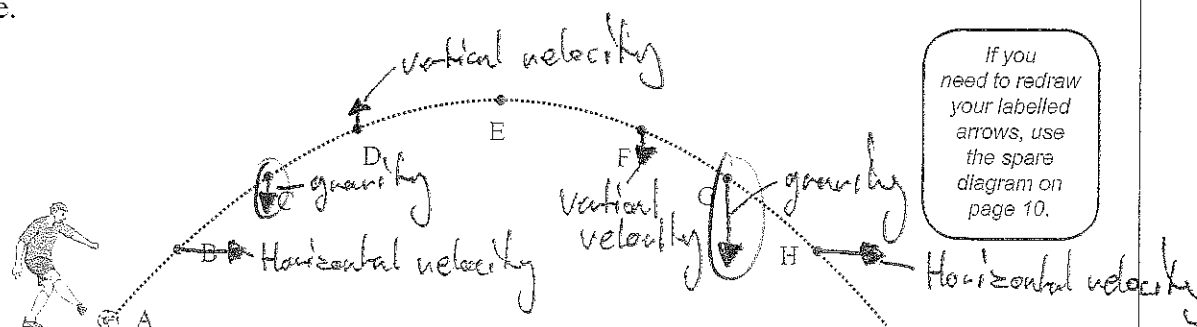 e.
vertical velocity
E
If you
need to redraw
your labelled
arrows, use
the spare
diagram on
page 10.
D
F
C
gravity
G
gravity
vertical
velocity
B
Horizontal velocity
H
Horizontal velocity
A